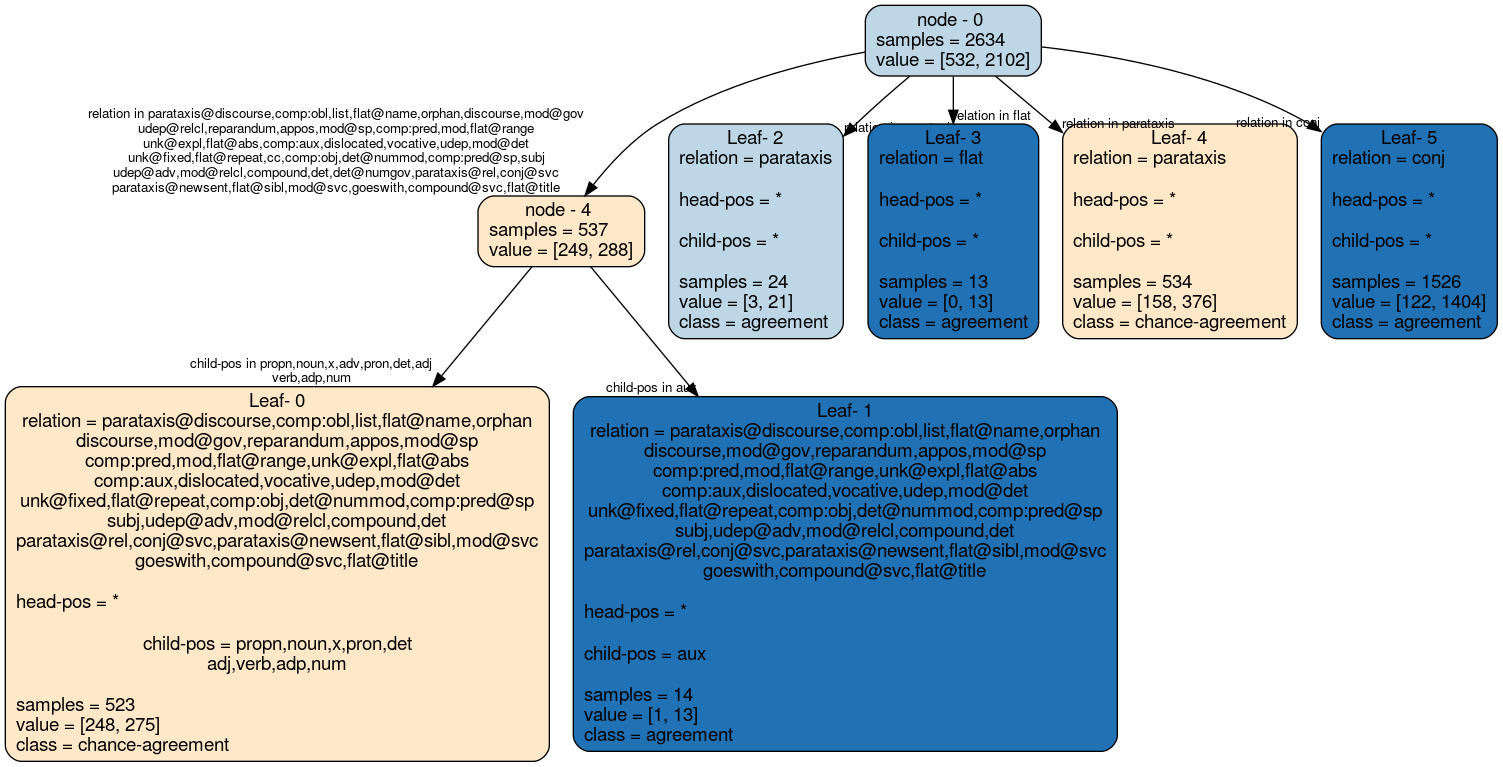 node - 0
samples = 2634
value = [532, 2102]
relation in parataxis@discourse,comp:obl,list,flat@name,orphan,discourse,mod@gov
udep@relcl,reparandum,appos,mod@sp,comp:pred,mod,flat@range
unk@expl,flat@abs,comp:aux,dislocated,vocative,udep,mod@det
unk@fixed,flat@repeat,cc,comp:obj,det@nummod,comp:pred@sp,subj
udep@adv,mod@relcl,compound,det,det@numgov,parataxis@rel,conj@svc
parataxis@newsent,flat@sibl,mod@svc,goeswith,compound@svc,flat@title
relation in flat
relation in parataxis
relation in conj
node - 4
samples = 537
value = [249, 288]
Leaf- 2
relation = parataxis
head-pos = *
child-pos = *
samples = 24
value = [3, 21]
class = agreement
Leaf- 3
relation = flat
head-pos = *
child-pos = *
samples = 13
value = [0, 13]
class = agreement
Leaf- 4
relation = parataxis
head-pos = *
child-pos = *
samples = 534
value = [158, 376]
class = chance-agreement
Leaf- 5
relation = conj
head-pos = *
child-pos = *
samples = 1526
value = [122, 1404]
class = agreement
child-pos in propn,noun,x,adv,pron,det,adj
verb,adp,num
child-pos in aux
Leaf- 0
relation = parataxis@discourse,comp:obl,list,flat@name,orphan
discourse,mod@gov,reparandum,appos,mod@sp
comp:pred,mod,flat@range,unk@expl,flat@abs
comp:aux,dislocated,vocative,udep,mod@det
unk@fixed,flat@repeat,comp:obj,det@nummod,comp:pred@sp
subj,udep@adv,mod@relcl,compound,det
parataxis@rel,conj@svc,parataxis@newsent,flat@sibl,mod@svc
goeswith,compound@svc,flat@title
head-pos = *
child-pos = propn,noun,x,pron,det
adj,verb,adp,num
samples = 523
value = [248, 275]
class = chance-agreement
Leaf- 1
relation = parataxis@discourse,comp:obl,list,flat@name,orphan
discourse,mod@gov,reparandum,appos,mod@sp
comp:pred,mod,flat@range,unk@expl,flat@abs
comp:aux,dislocated,vocative,udep,mod@det
unk@fixed,flat@repeat,comp:obj,det@nummod,comp:pred@sp
subj,udep@adv,mod@relcl,compound,det
parataxis@rel,conj@svc,parataxis@newsent,flat@sibl,mod@svc
goeswith,compound@svc,flat@title
head-pos = *
child-pos = aux
samples = 14
value = [1, 13]
class = agreement